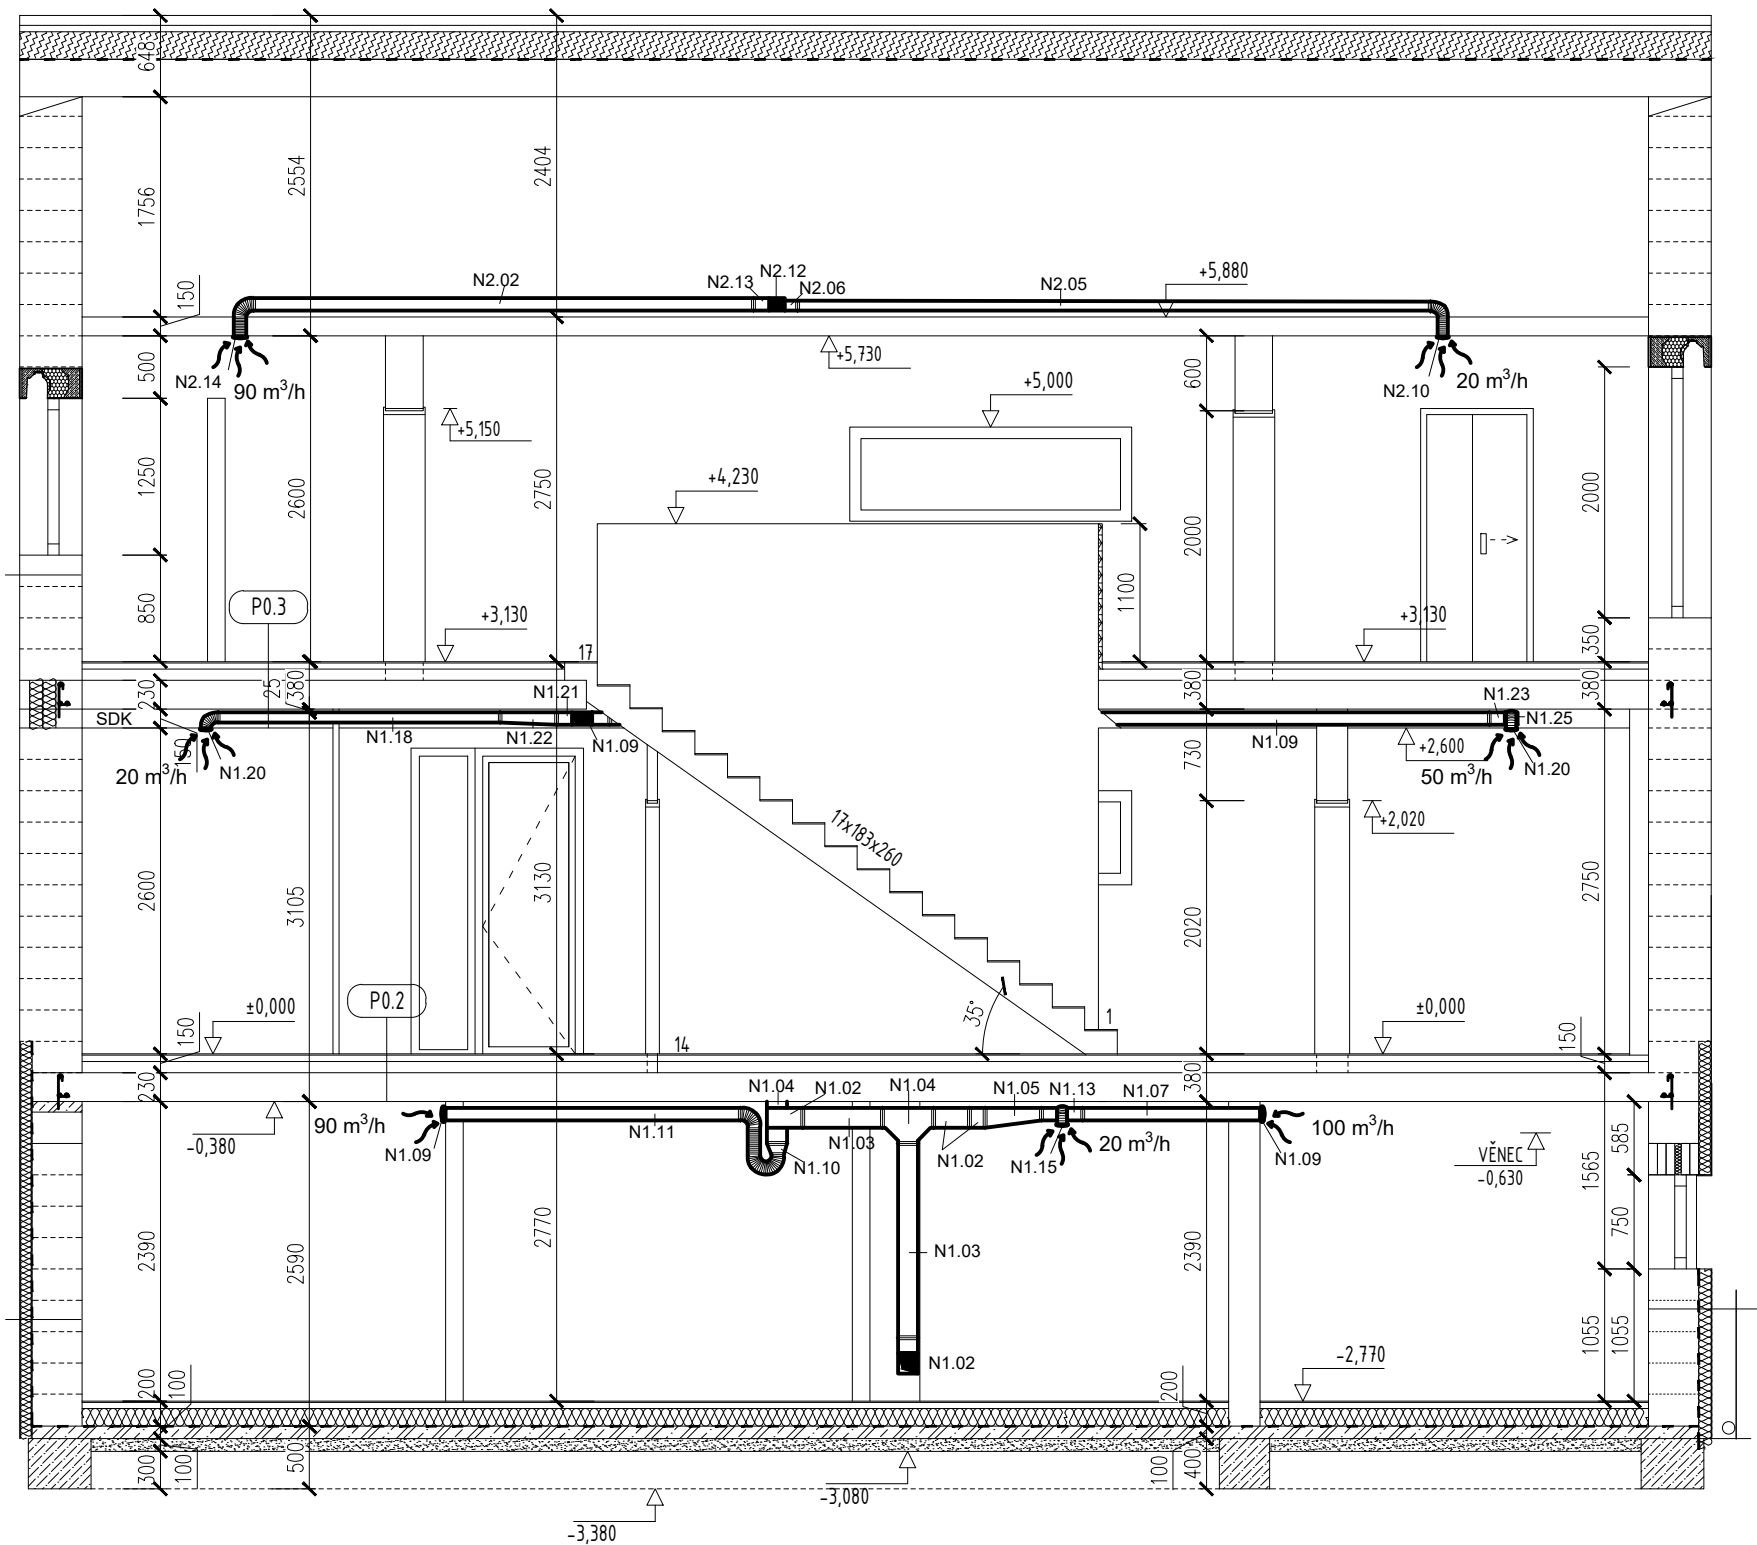 648
2554
2404
1756
150
N2.02
N2.13
N2.12
N2.06
N2.05
+5,880
N2.14
90 m³/h
+5,730
N2.10
20 m³/h
500
600
+5,000
+5,150
+4,230
1250
2600
2750
2000
2000
1100
850
P0.3
+3,130
+3,130
350
17
230
25
380
380
380
SDK
N1.21
N1.23
N1.18
N1.22
N1.09
N1.09
N1.25
+2,600
150
20 m³/h
N1.20
50 m³/h
N1.20
730
+2,020
17x183x260
2600
3105
3130
2020
2750
P0.2
±0,000
±0,000
150
150
35°
1
14
230
380
N1.04
N1.02
N1.04
N1.05
N1.13
N1.07
90 m³/h
100 m³/h
-0,380
N1.09
N1.11
N1.10
N1.03
N1.02
N1.15
20 m³/h
N1.09
VĚNEC
-0,630
585
1565
750
2390
2590
2770
N1.03
2390
1055
1055
N1.02
-2,770
200
100
200
300
100
500
100
400
-3,080
-3,380